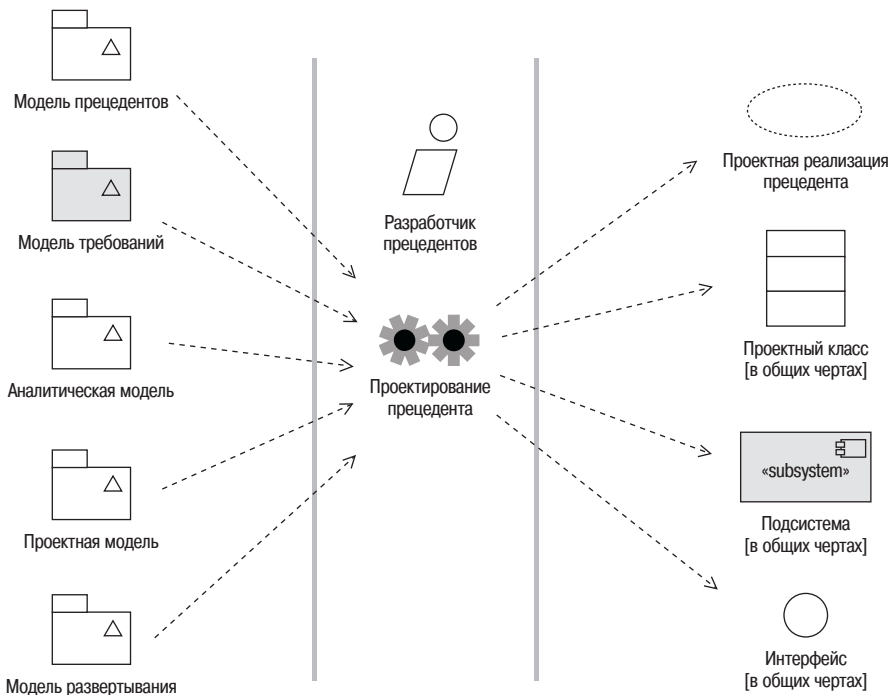 Модель прецедентов
Модель требований
Аналитическая модель
Проектная модель
Модель развертывания
Разработчик
прецедентов
Проектирование
прецедента
Проектная реализация
прецедента
Проектный класс
[в общих чертах]
«subsystem»
Подсистема
[в общих чертах]
Интерфейс
[в общих чертах]